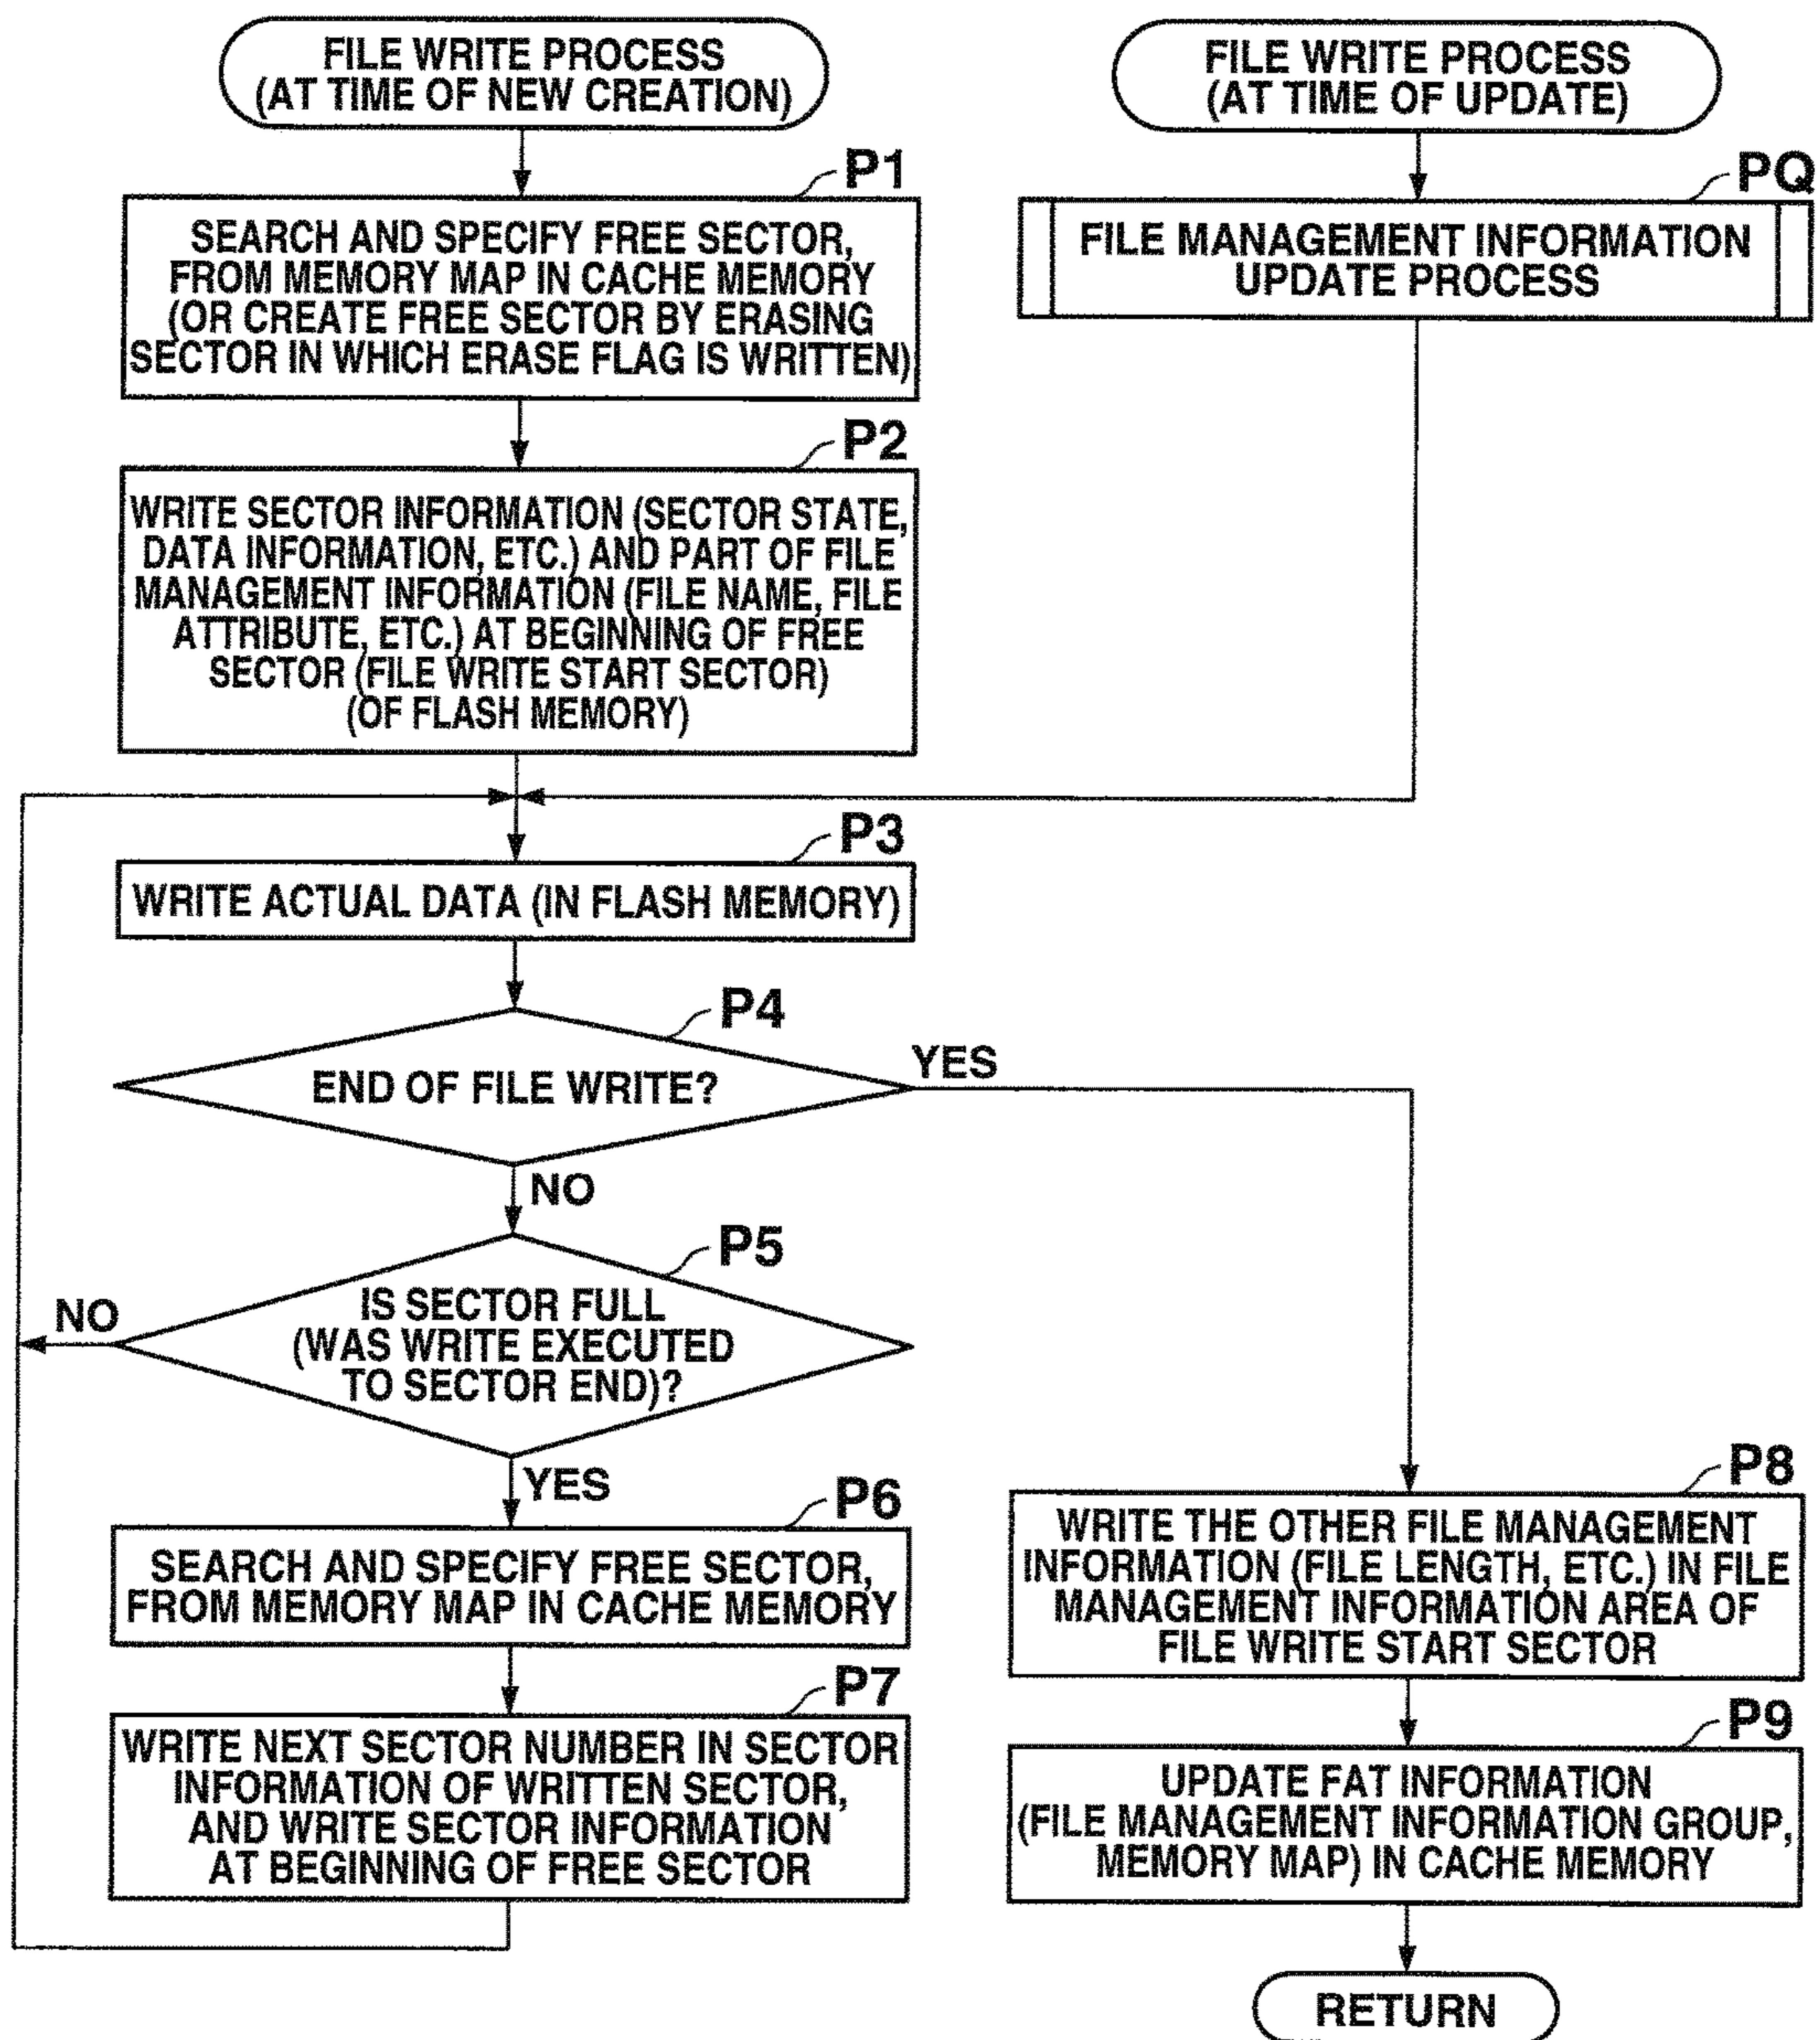 FILE WRITE PROCESS
(AT TIME OF NEW CREATION)
P1
SEARCH AND SPECIFY FREE SECTOR,
FROM MEMORY MAP IN CACHE MEMORY
(OR CREATE FREE SECTOR BY ERASING
SECTOR IN WHICH ERASE FLAG IS WRITTEN)
P2
WRITE SECTOR INFORMATION (SECTOR STATE,
DATA INFORMATION, ETC.) AND PART OF FILE
MANAGEMENT INFORMATION (FILE NAME, FILE
ATTRIBUTE, ETC.) AT BEGINNING OF FREE
SECTOR (FILE WRITE START SECTOR)
(OF FLASH MEMORY)
FILE WRITE PROCESS
(AT TIME OF UPDATE)
PQ
FILE MANAGEMENT INFORMATION
UPDATE PROCESS
P3
WRITE ACTUAL DATA (IN FLASH MEMORY)
P4
END OF FILE WRITE?
YES
NO
P5
IS SECTOR FULL
(WAS WRITE EXECUTED
TO SECTOR END)?
NO
YES
P6
SEARCH AND SPECIFY FREE SECTOR,
FROM MEMORY MAP IN CACHE MEMORY
P7
WRITE NEXT SECTOR NUMBER IN SECTOR
INFORMATION OF WRITTEN SECTOR,
AND WRITE SECTOR INFORMATION
AT BEGINNING OF FREE SECTOR
P8
WRITE THE OTHER FILE MANAGEMENT
INFORMATION (FILE LENGTH, ETC.) IN FILE
MANAGEMENT INFORMATION AREA OF
FILE WRITE START SECTOR
P9
UPDATE FAT INFORMATION
(FILE MANAGEMENT INFORMATION GROUP,
MEMORY MAP) IN CACHE MEMORY
RETURN